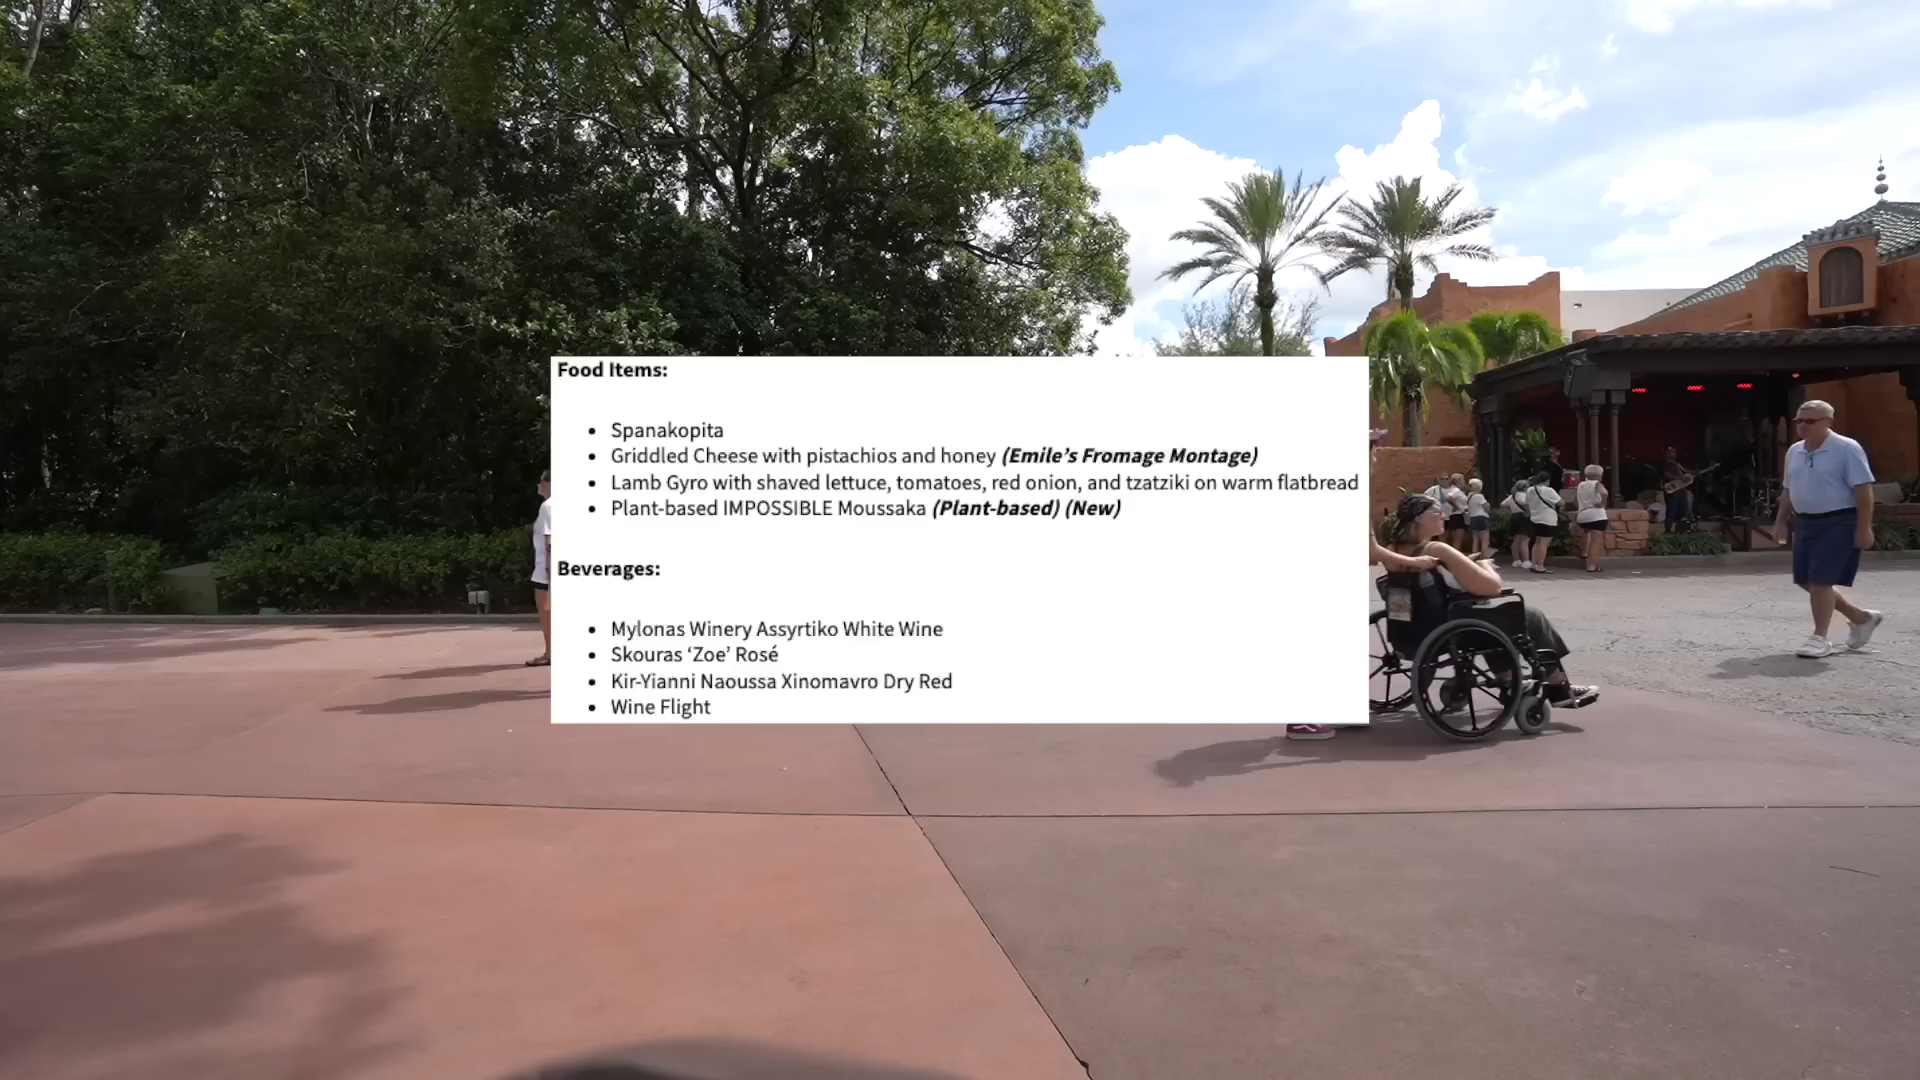 Food Items:
Spanakopita
Griddled Cheese with pistachios and honey (Emile’s Fromage Montage)
Lamb Gyro with shaved lettuce, tomatoes, red onion, and tzatziki on warm flatbread
Plant-based IMPOSSIBLE Moussaka (Plant-based) (New)
Beverages:
Mylonas Winery Assyrtiko White Wine
Skouras ‘Zoe’ Rosé
Kir-Yianni Naoussa Xinomavro Dry Red
Wine Flight